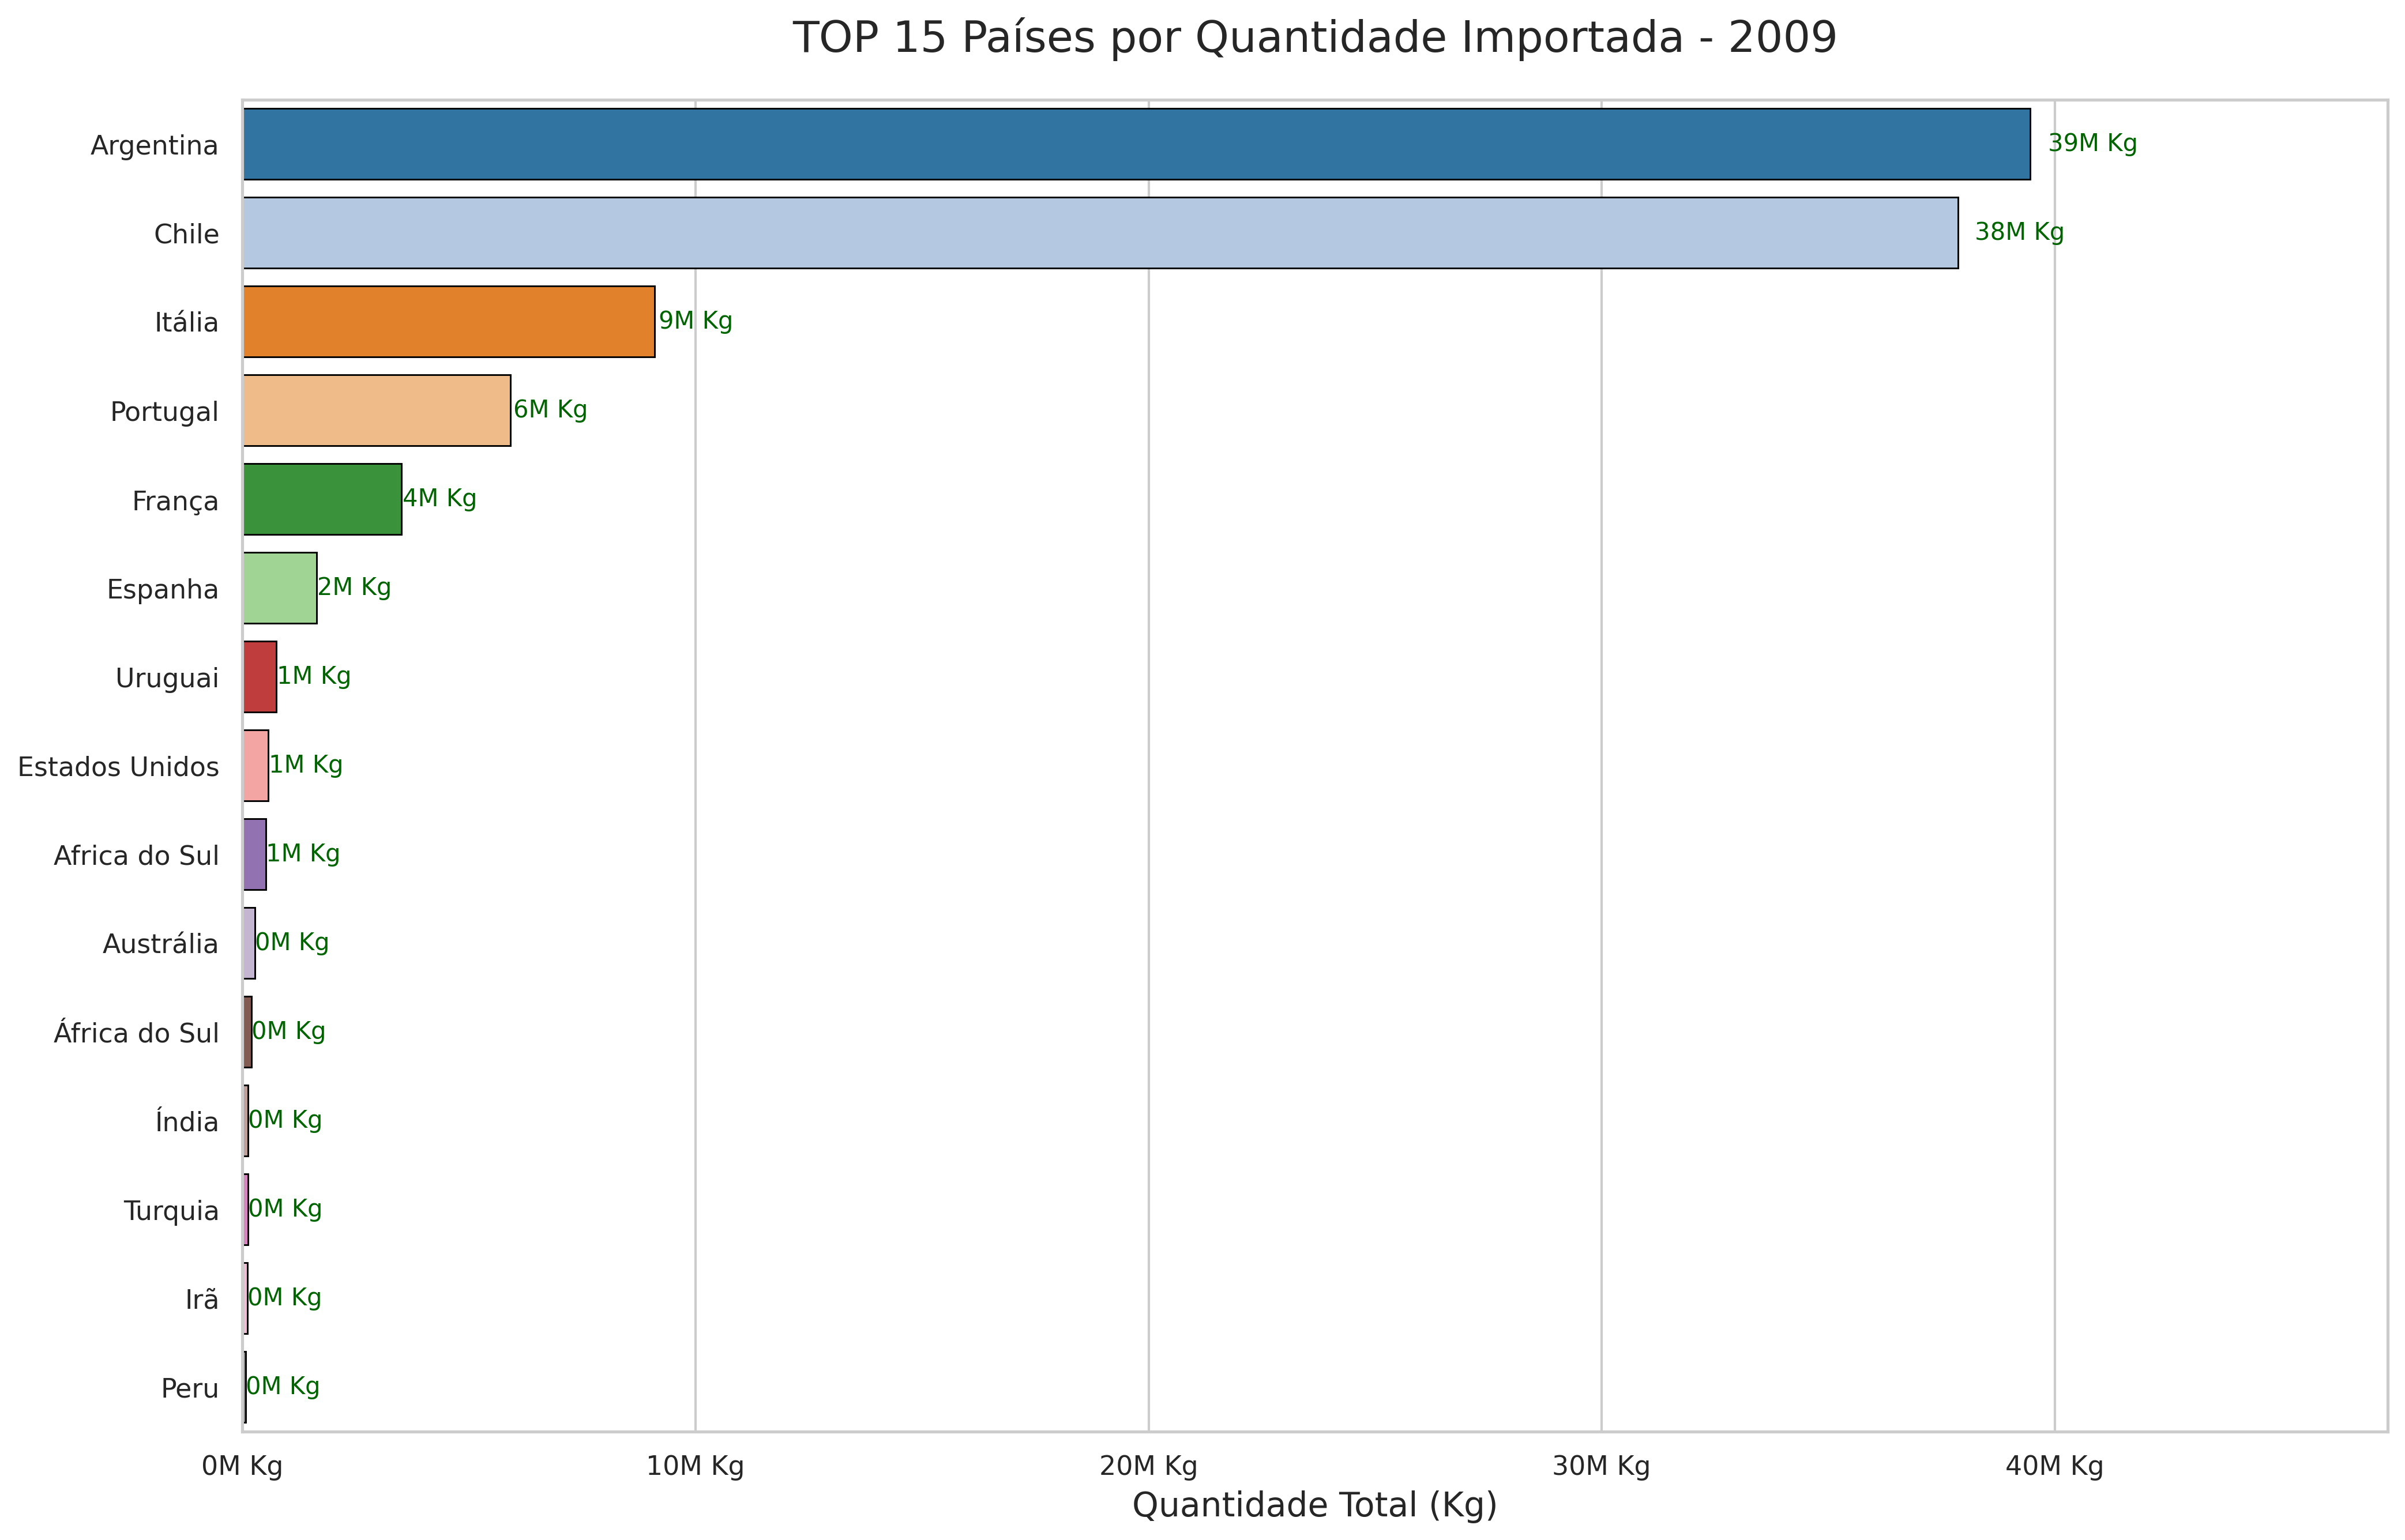 TOP 15 Países por Quantidade Importada - 2009
Argentina 39M Kg
Chile 38M Kg
Itália 9M Kg
Portugal 6M Kg
França 4M Kg
Espanha 2M Kg
Uruguai 1M Kg
Estados Unidos 1M Kg
Africa do Sul 1M Kg
Austrália 0M Kg
África do Sul 0M Kg
Índia 0M Kg
Turquia 0M Kg
Irã 0M Kg
Peru 0M Kg
0M Kg 10M Kg 20M Kg 30M Kg 40M Kg
Quantidade Total (Kg)